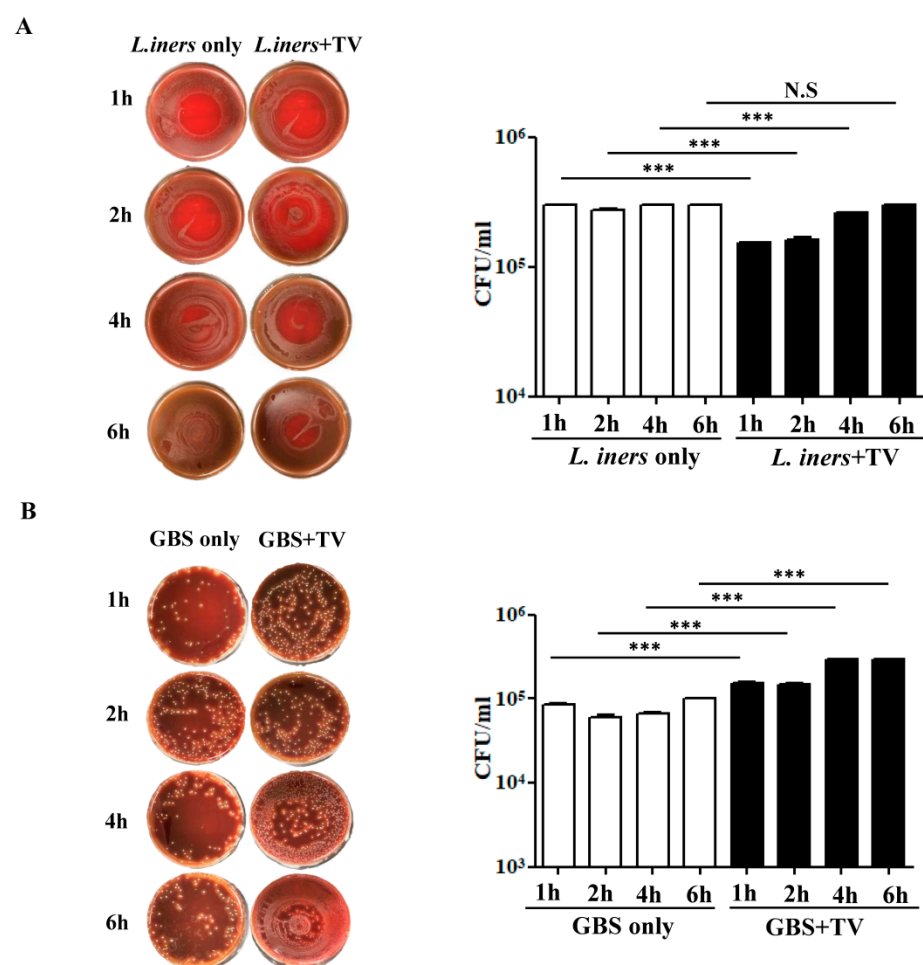 A
L.iners only L.iners+TV
1h
2h
4h
6h
N.S
***
***
***
CFU/ml
10⁶
10⁵
10⁴
1h 2h 4h 6h 1h 2h 4h 6h
L. iners only L. iners+TV
B
GBS only GBS+TV
1h
2h
4h
6h
***
***
***
***
CFU/ml
10⁶
10⁵
10⁴
10³
1h 2h 4h 6h 1h 2h 4h 6h
GBS only GBS+TV